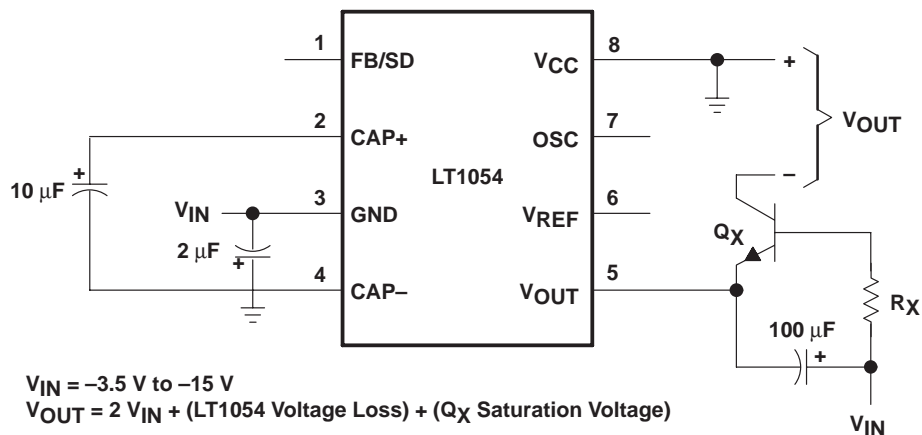 1
FB/SD
VCC
8
+
2
CAP+
OSC
7
VOUT
+
10 μF
LT1054
VIN
3
GND
VREF
6
−
QX
2 μF
+
4
CAP−
VOUT
5
RX
100 μF
+
VIN = −3.5 V to −15 V
VOUT = 2 VIN + (LT1054 Voltage Loss) + (QX Saturation Voltage)
VIN